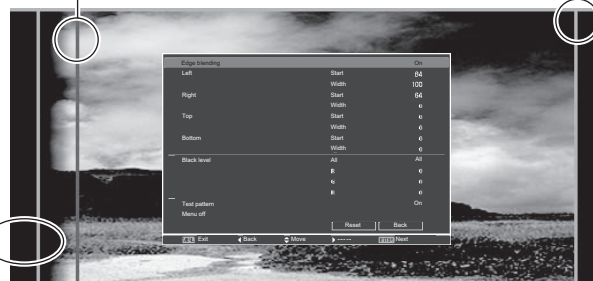 Edge blending On
Left Start 64
Width 100
Right Start 64
Width 0
Top Start 0
Width 0
Bottom Start 0
Width 0
Black level All All
R 0
G 0
B 0
Test pattern On
Menu off
Reset Back
Exit Back Move ----- Next